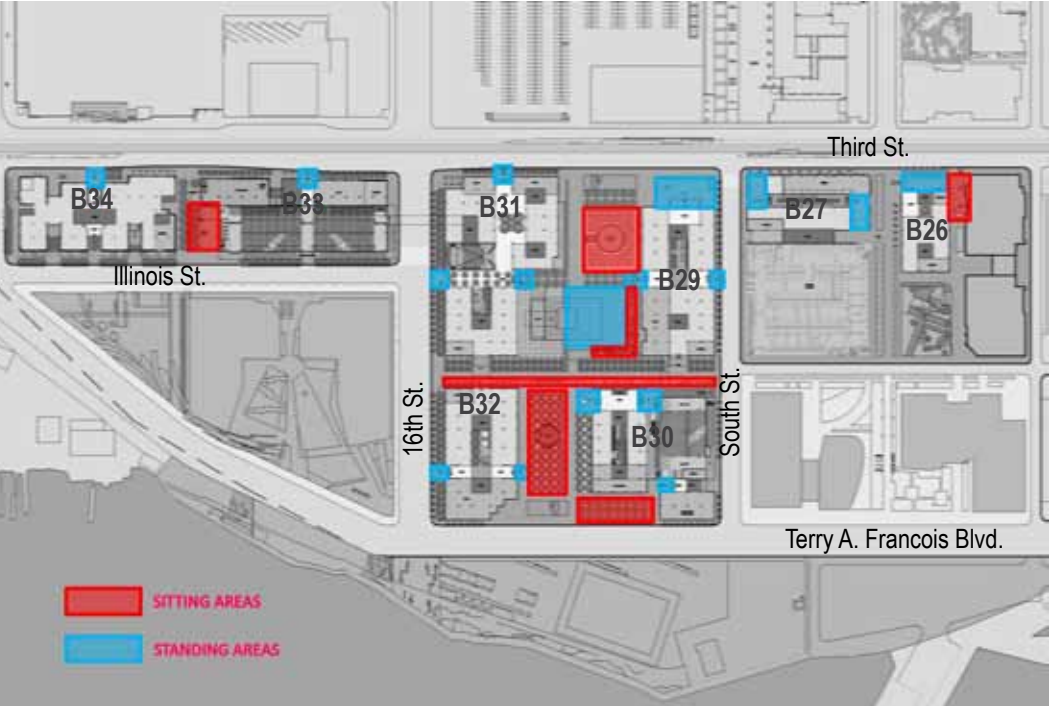 Third St.
B34
B33
B31
B27
B26
B29
Illinois St.
16th St.
South St.
B32
B30
Terry A. Francois Blvd.
SITTING AREAS
STANDING AREAS